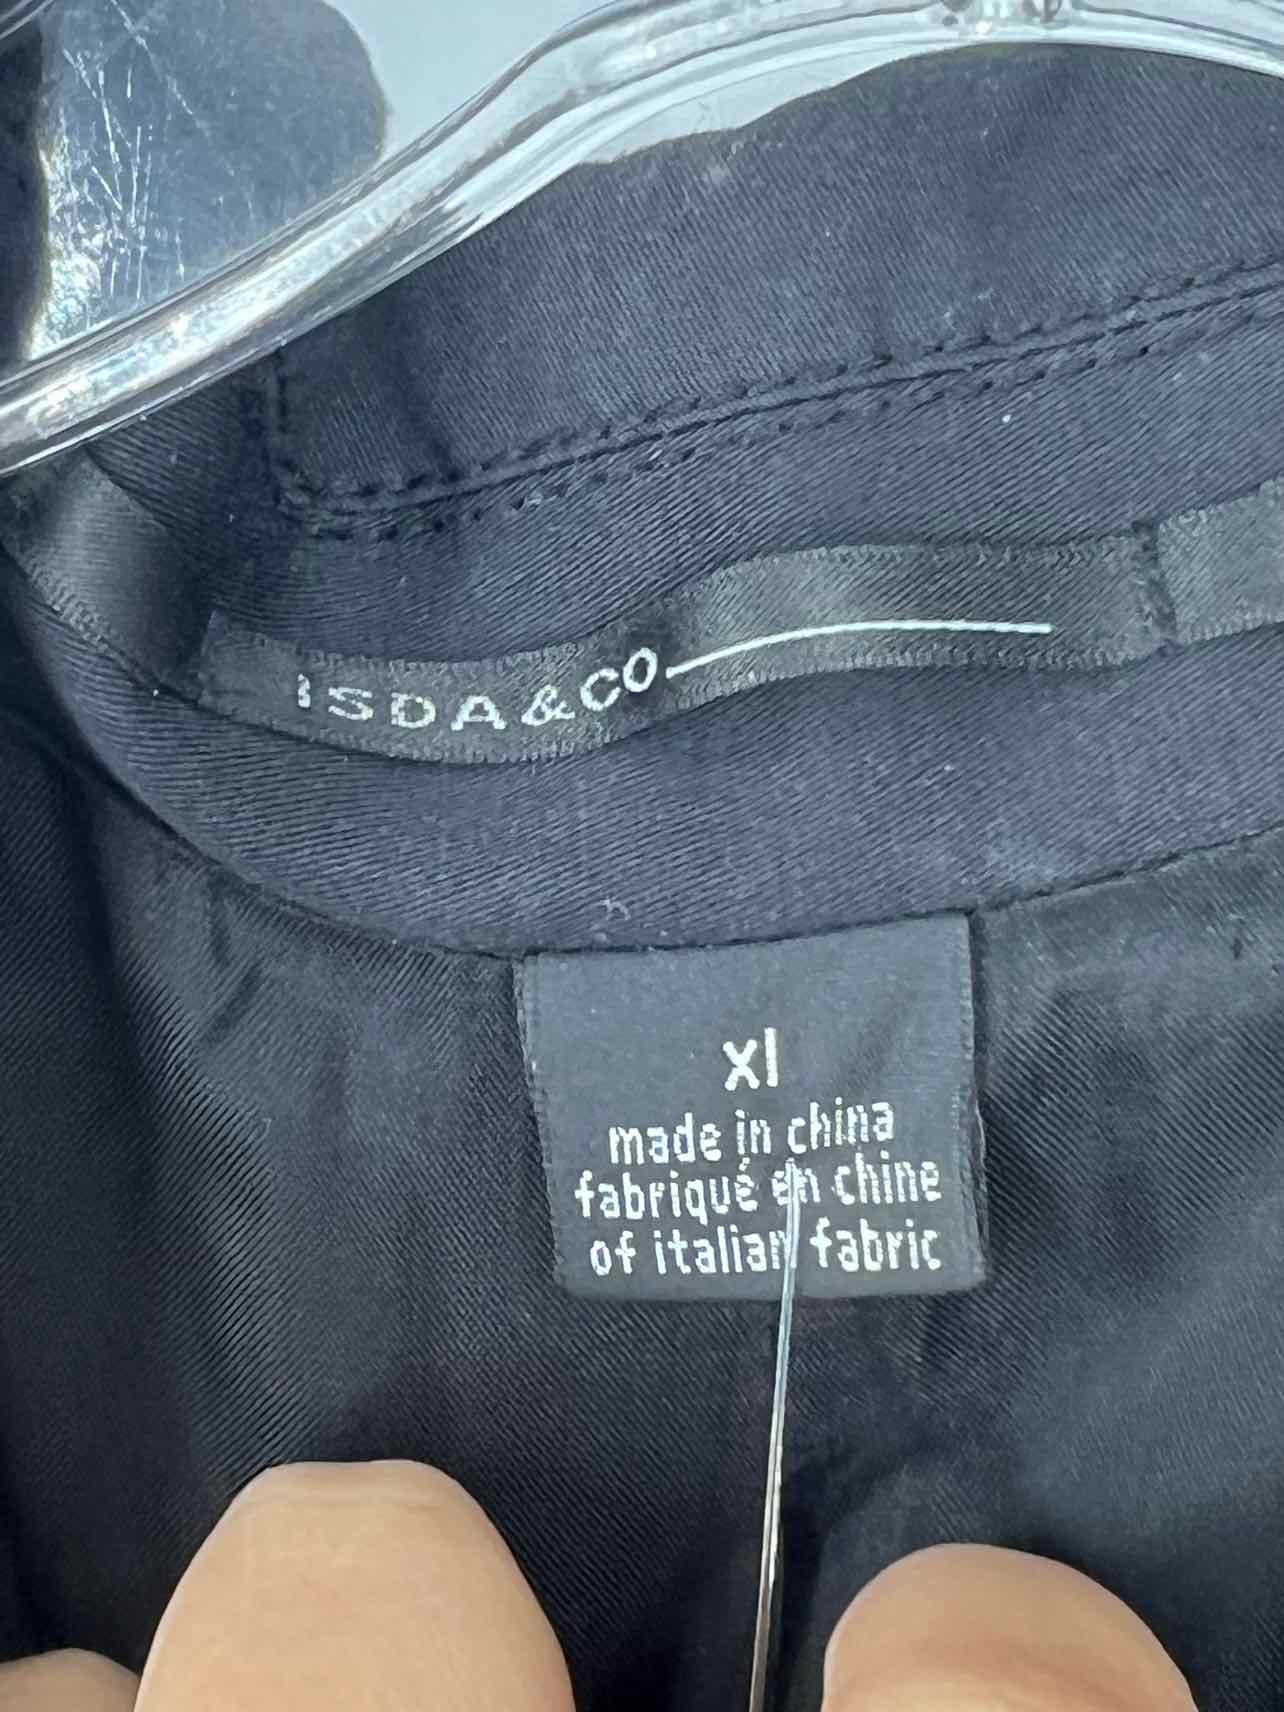 ISDA&CO
xl
made in china
fabriqué en chine
of italian fabric